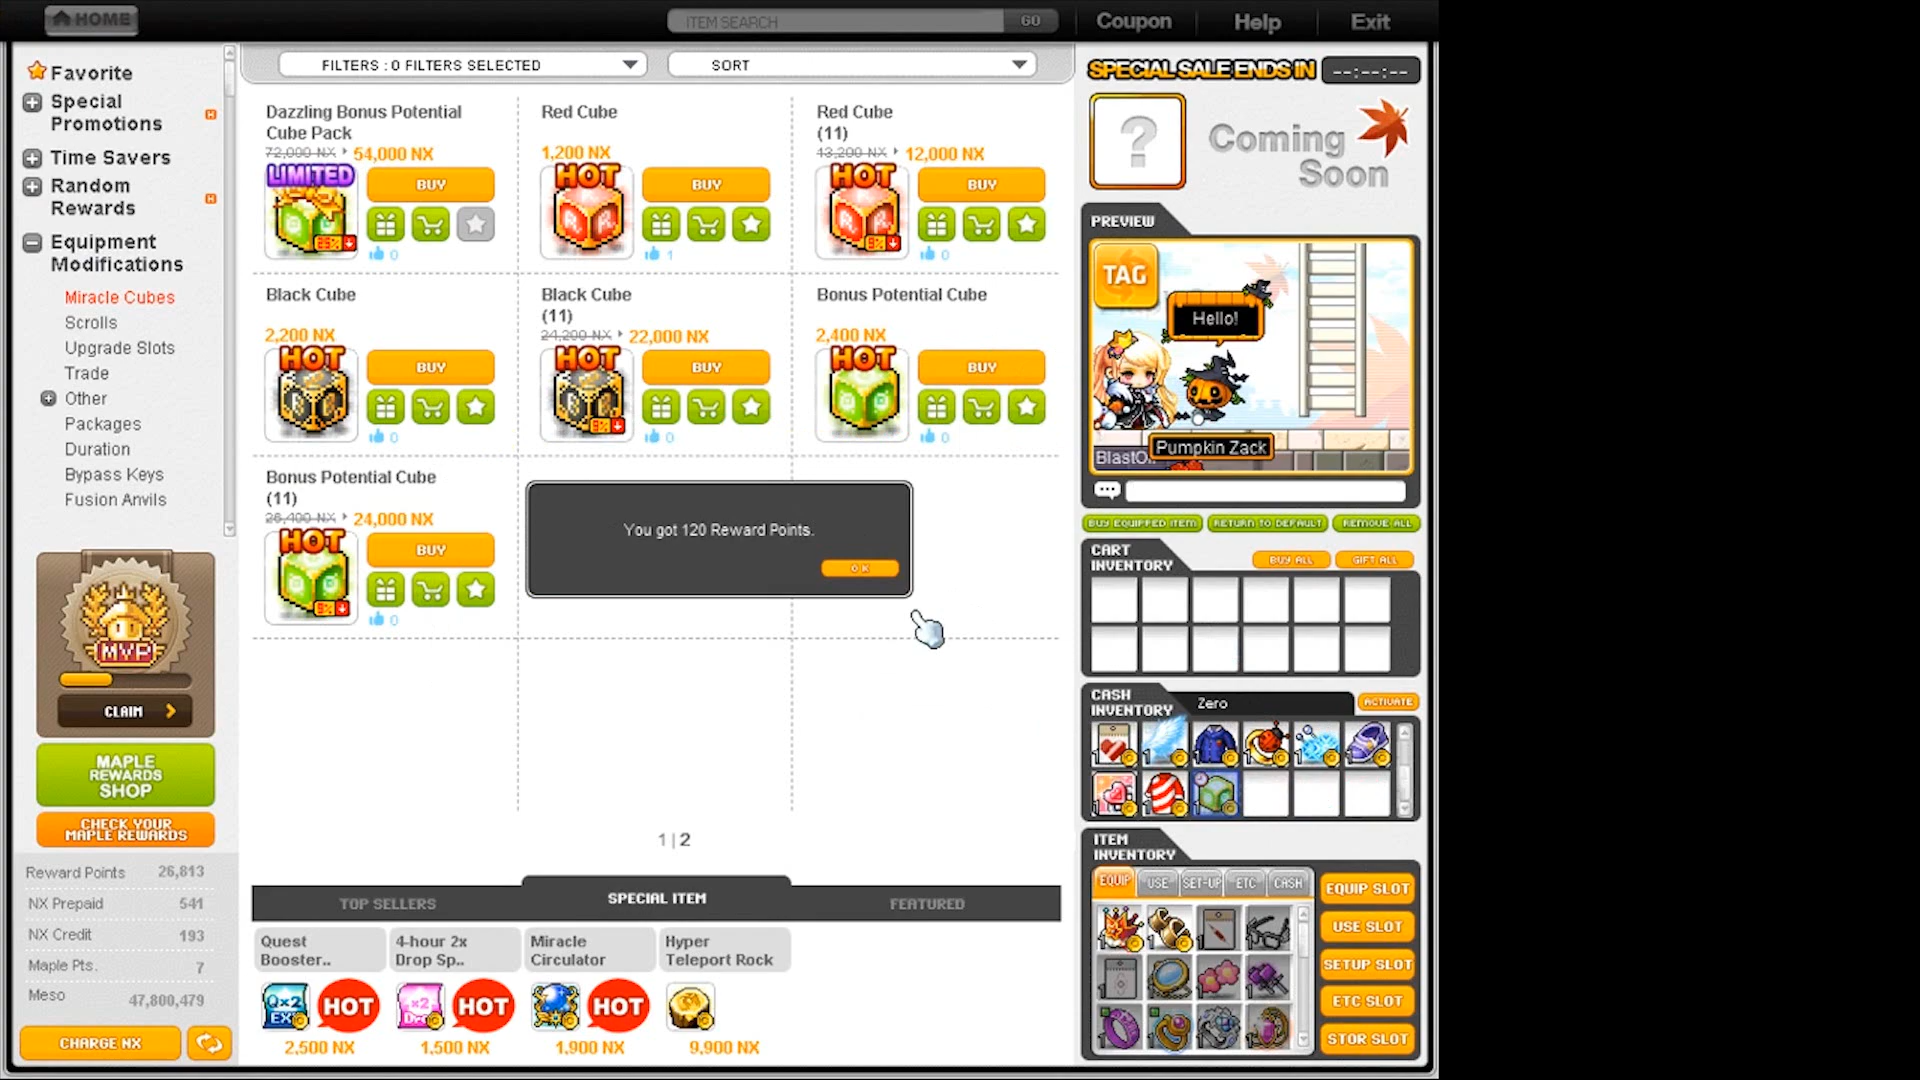 HOME
ITEM SEARCH
GO
Coupon
Help
Exit
Favorite
Special
Promotions
Time Savers
Random
Rewards
Equipment
Modifications
Miracle Cubes
Scrolls
Upgrade Slots
Trade
Other
Packages
Duration
Bypass Keys
Fusion Anvils
MVP
CLAIM
MAPLE
REWARDS
SHOP
CHECK YOUR
MAPLE REWARDS
Reward Points 26,813
NX Prepaid 541
NX Credit 193
Maple Pts. 7
Meso 47,800,479
CHARGE NX
FILTERS : 0 FILTERS SELECTED
SORT
Dazzling Bonus Potential
Cube Pack
72,000 NX 54,000 NX
LIMITED
BUY
0
Red Cube
1,200 NX
HOT
BUY
1
Red Cube
(11)
13,200 NX 12,000 NX
HOT
BUY
0
Black Cube
2,200 NX
HOT
BUY
0
Black Cube
(11)
24,200 NX 22,000 NX
HOT
BUY
0
Bonus Potential Cube
2,400 NX
HOT
BUY
0
Bonus Potential Cube
(11)
26,400 NX 24,000 NX
HOT
BUY
0
You got 120 Reward Points.
OK
1 | 2
TOP SELLERS
SPECIAL ITEM
FEATURED
Quest
Booster..
HOT
2,500 NX
4-hour 2x
Drop Sp..
HOT
1,500 NX
Miracle
Circulator
HOT
1,900 NX
Hyper
Teleport Rock
9,900 NX
SPECIAL SALE ENDS IN
--:--:--
?
Coming
Soon
PREVIEW
TAG
Hello!
Pumpkin Zack
BUY EQUIPPED ITEM
RETURN TO DEFAULT
REMOVE ALL
CART
INVENTORY
BUY ALL
GIFT ALL
CASH
INVENTORY
Zero
ACTIVATE
ITEM
INVENTORY
EQUIP
USE
SET-UP
ETC
CASH
EQUIP SLOT
USE SLOT
SETUP SLOT
ETC SLOT
STOR SLOT